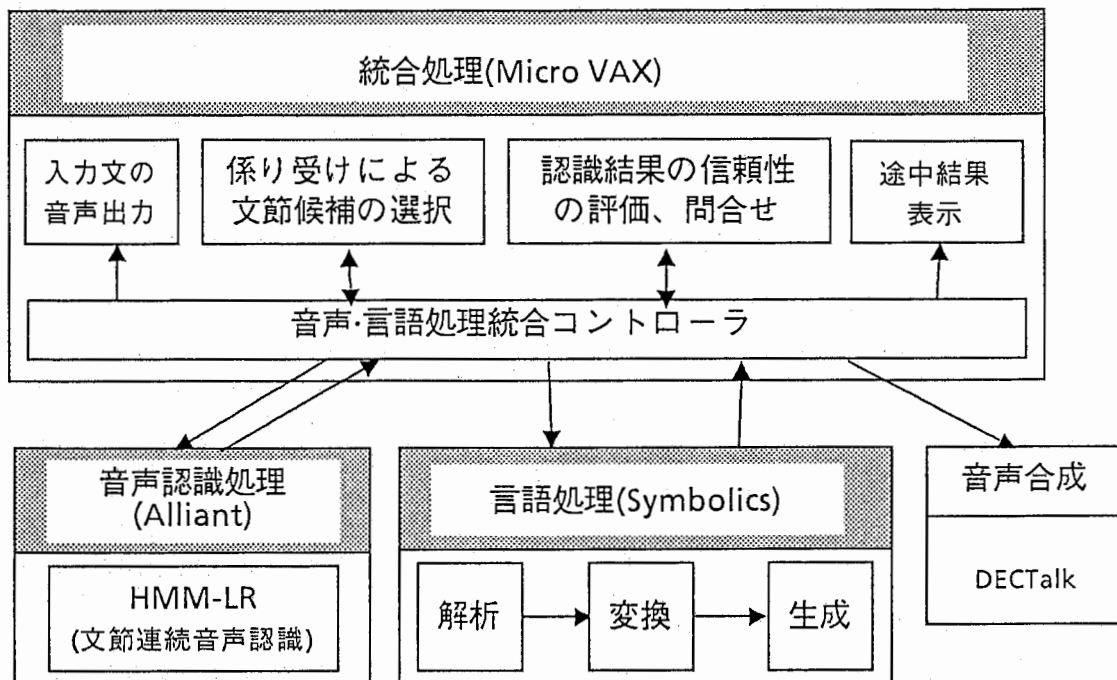 統合処理(Micro VAX)
入力文の
音声出力
係り受けによる
文節候補の選択
認識結果の信頼性
の評価、問合せ
途中結果
表示
音声·言語処理統合コントローラ
音声認識処理
(Alliant)
HMM-LR
(文節連続音声認識)
言語処理(Symbolics)
解析
変換
生成
音声合成
DECTalk